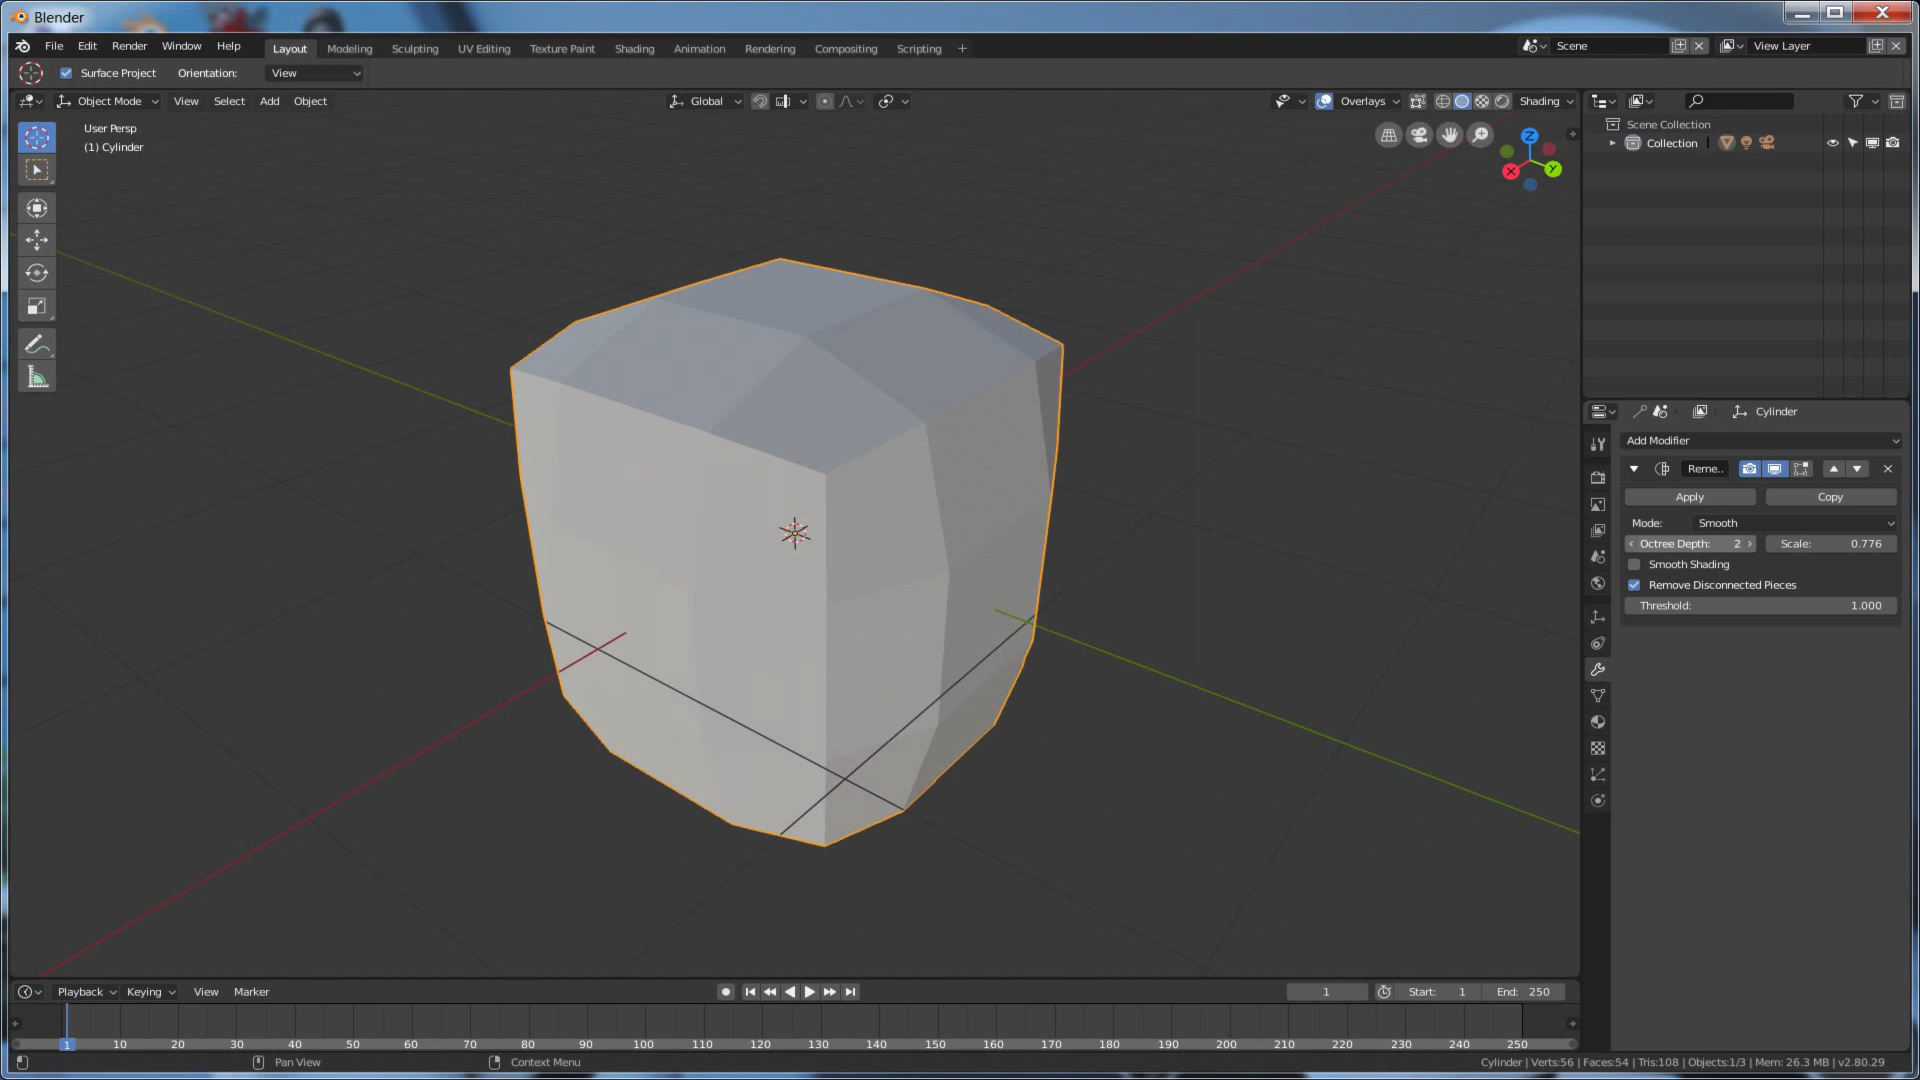 Blender
File Edit Render Window Help Layout Modeling Sculpting UV Editing Texture Paint Shading Animation Rendering Compositing Scripting + Scene View Layer
Surface Project Orientation: View
Object Mode View Select Add Object Global Overlays Shading
User Persp
(1) Cylinder
Z
X Y
Scene Collection
Collection
Cylinder
Add Modifier
Reme..
Apply Copy
Mode: Smooth
Octree Depth: 2 Scale: 0.776
Smooth Shading
Remove Disconnected Pieces
Threshold: 1.000
Playback Keying View Marker 1 Start: 1 End: 250
1 10 20 30 40 50 60 70 80 90 100 110 120 130 140 150 160 170 180 190 200 210 220 230 240 250
Pan View Context Menu Cylinder | Verts:56 | Faces:54 | Tris:108 | Objects:1/3 | Mem: 26.3 MB | v2.80.29